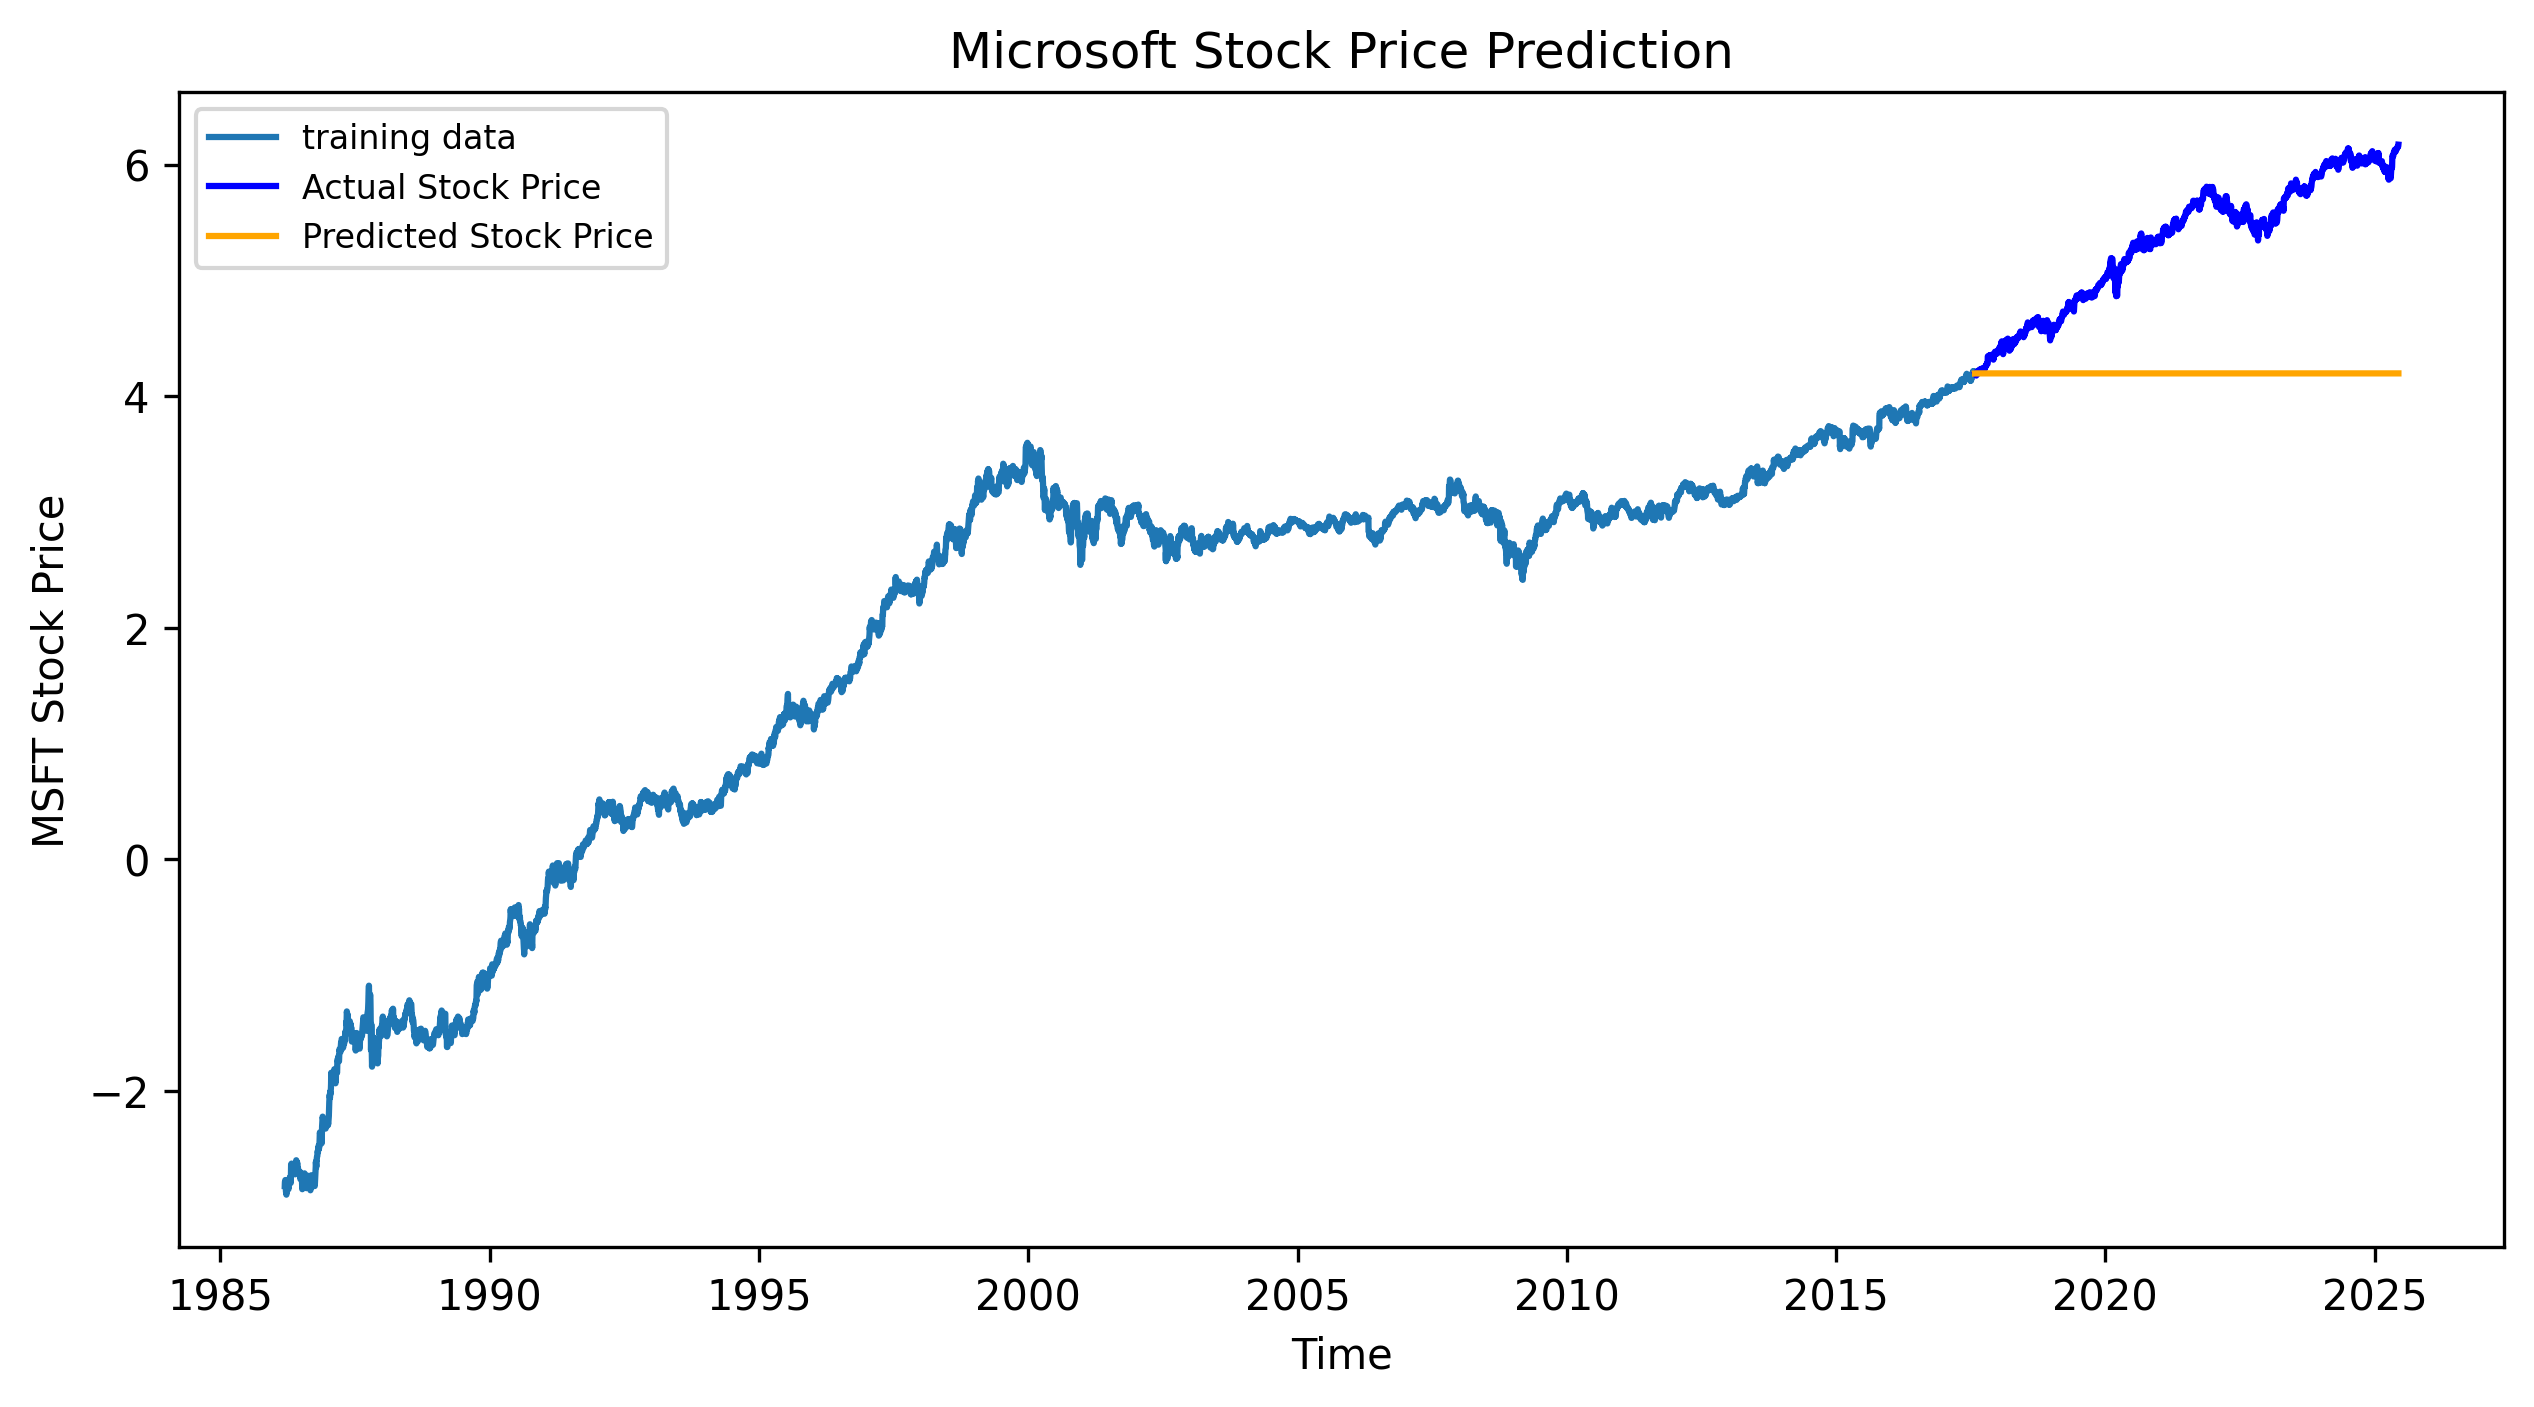 Microsoft Stock Price Prediction
training data
Actual Stock Price
Predicted Stock Price
MSFT Stock Price
6
4
2
0
−2
1985 1990 1995 2000 2005 2010 2015 2020 2025
Time